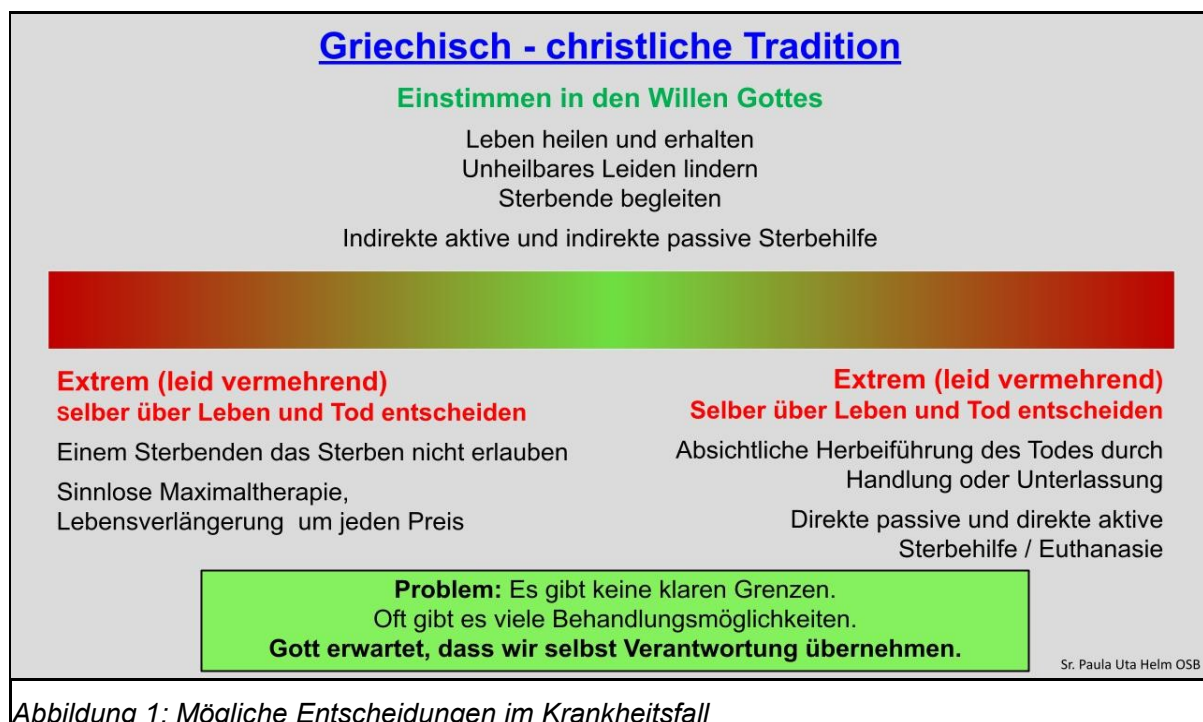 Griechisch - christliche Tradition
Einstimmen in den Willen Gottes
Leben heilen und erhalten
Unheilbares Leiden lindern
Sterbende begleiten
Indirekte aktive und indirekte passive Sterbehilfe
Extrem (leid vermehrend)
selber über Leben und Tod entscheiden
Einem Sterbenden das Sterben nicht erlauben
Sinnlose Maximaltherapie,
Lebensverlängerung um jeden Preis
Extrem (leid vermehrend)
Selber über Leben und Tod entscheiden
Absichtliche Herbeiführung des Todes durch
Handlung oder Unterlassung
Direkte passive und direkte aktive
Sterbehilfe / Euthanasie
Problem: Es gibt keine klaren Grenzen.
Oft gibt es viele Behandlungsmöglichkeiten.
Gott erwartet, dass wir selbst Verantwortung übernehmen.
Sr. Paula Uta Helm OSB
Abbildung 1: Mögliche Entscheidungen im Krankheitsfall